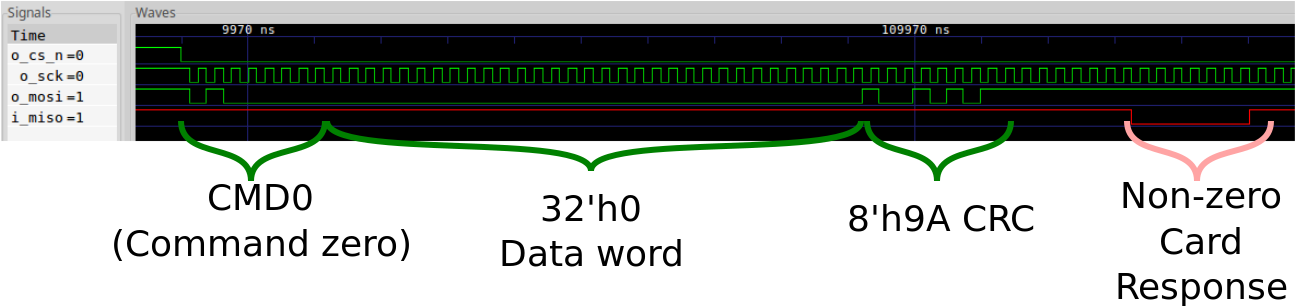 Signals
Waves
Time
9970 ns
109970 ns
o_cs_n=0
o_sck=0
o_mosi=1
i_miso=1
CMD0
(Command zero)
32'h0
Data word
8'h9A CRC
Non-zero
Card
Response